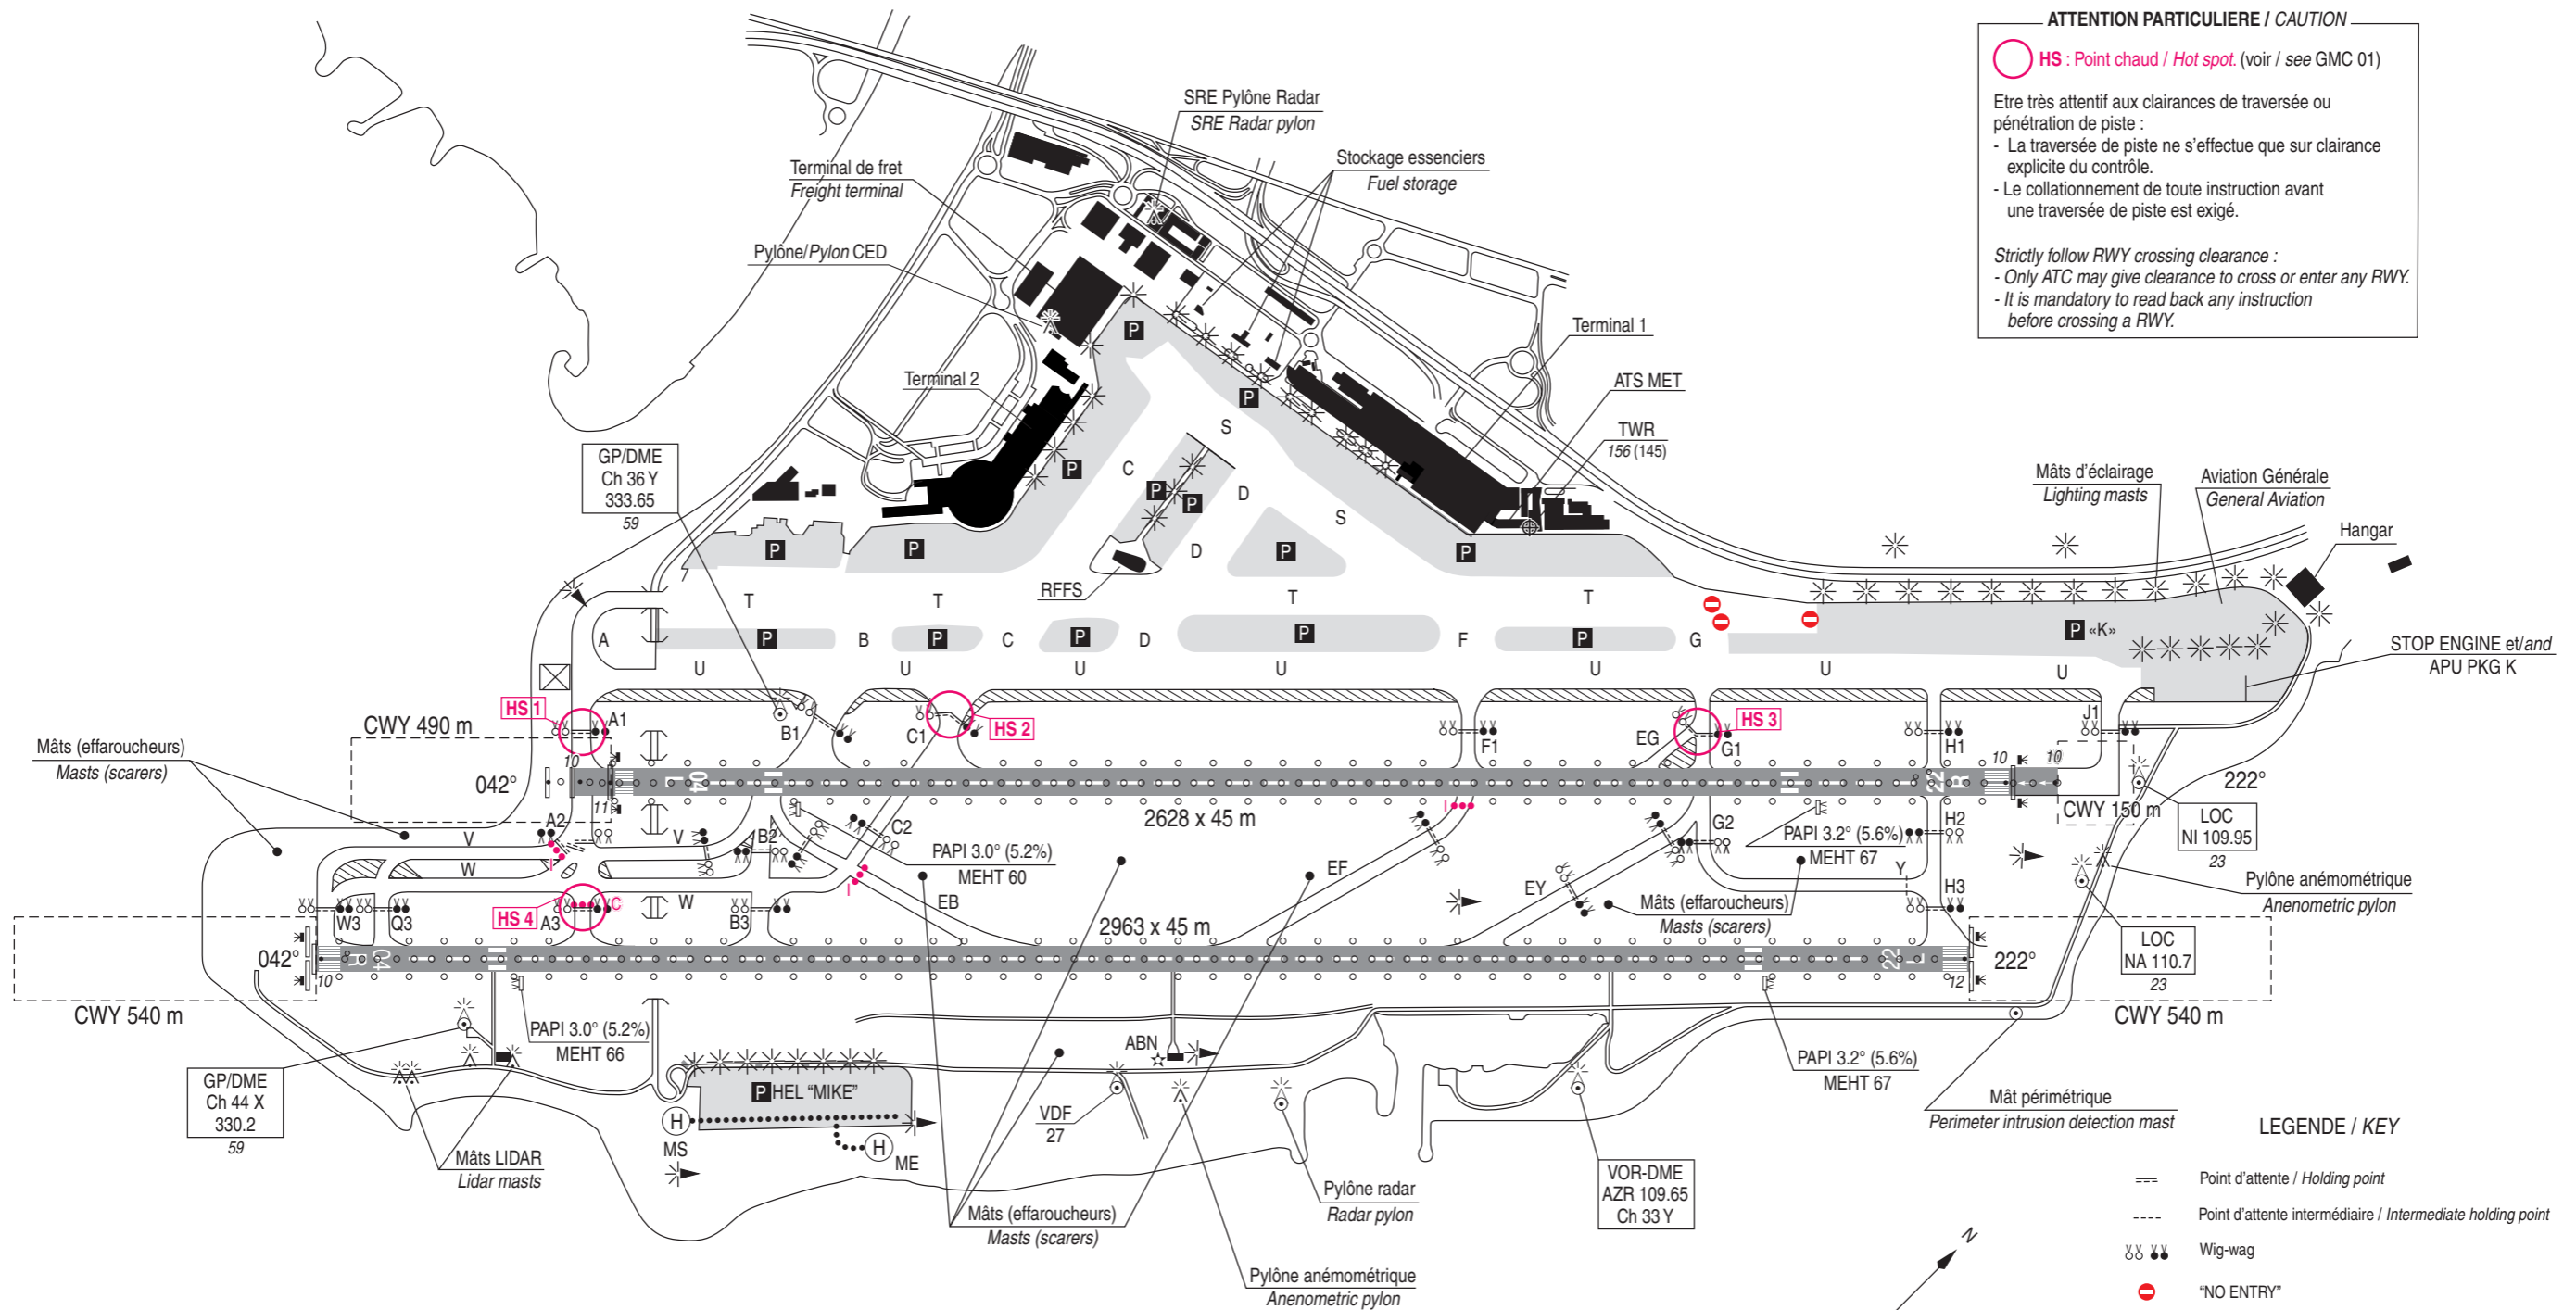 ATTENTION PARTICULIERE / CAUTION
HS : Point chaud / Hot spot. (voir / see GMC 01)
Etre très attentif aux clairances de traversée ou
pénétration de piste :
- La traversée de piste ne s'effectue que sur clairance
explicite du contrôle.
- Le collationnement de toute instruction avant
une traversée de piste est exigé.
Strictly follow RWY crossing clearance :
- Only ATC may give clearance to cross or enter any RWY.
- It is mandatory to read back any instruction
before crossing a RWY.
SRE Pylône Radar
SRE Radar pylon
Terminal de fret
Freight terminal
Stockage essenciers
Fuel storage
Pylône/Pylon CED
Terminal 1
Terminal 2
ATS MET
TWR
156 (145)
GP/DME
Ch 36 Y
333.65
59
Mâts d'éclairage
Lighting masts
Aviation Générale
General Aviation
Hangar
P
P
P
P
P
P
P
P
P
P
S
C
D
S
D
RFFS
T
T
T
T
A
P
B
P
C
P
D
P
F
P
G
P «K»
STOP ENGINE et/and
APU PKG K
U
U
U
U
U
U
U
HS 1
A1
B1
C1
HS 2
F1
EG
HS 3
G1
H1
J1
CWY 490 m
Mâts (effaroucheurs)
Masts (scarers)
042°
10
11
04
L
2628 x 45 m
22
R
10
10
222°
CWY 150 m
LOC
NI 109.95
23
V
A2
I
V
B2
C2
I
PAPI 3.0° (5.2%)
MEHT 60
I
G2
PAPI 3.2° (5.6%)
MEHT 67
H2
W
EB
EF
EY
Y
H3
Mâts (effaroucheurs)
Masts (scarers)
Pylône anémométrique
Anenometric pylon
LOC
NA 110.7
23
W3
Q3
HS 4
A3
C
W
B3
2963 x 45 m
042°
10
04
R
22
L
12
222°
CWY 540 m
CWY 540 m
PAPI 3.0° (5.2%)
MEHT 66
PAPI 3.2° (5.6%)
MEHT 67
GP/DME
Ch 44 X
330.2
59
Mâts LIDAR
Lidar masts
P HEL "MIKE"
H
MS
H
ME
VDF
27
ABN
Mâts (effaroucheurs)
Masts (scarers)
Pylône anémométrique
Anenometric pylon
Pylône radar
Radar pylon
VOR-DME
AZR 109.65
Ch 33 Y
Mât périmétrique
Perimeter intrusion detection mast
N
LEGENDE / KEY
Point d'attente / Holding point
Point d'attente intermédiaire / Intermediate holding point
Wig-wag
"NO ENTRY"